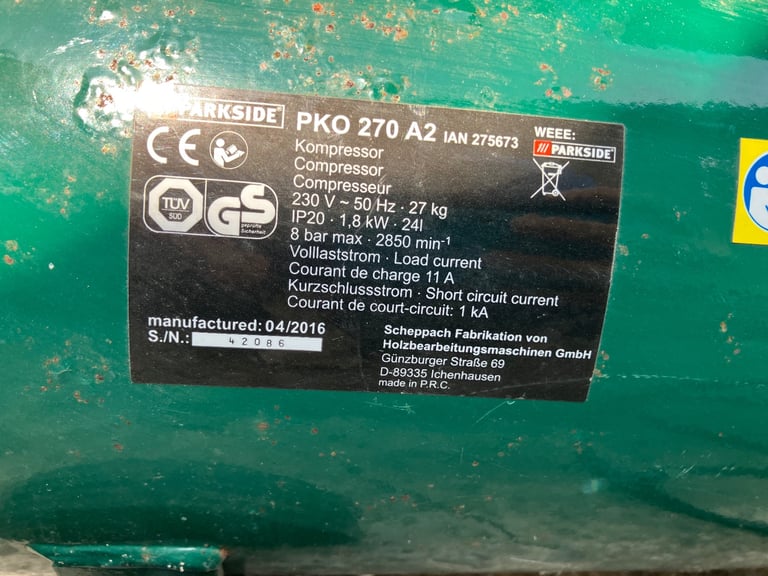 PARKSIDE PKO 270 A2 IAN 275673
WEEE:
PARKSIDE
CE
Kompressor
Compressor
Compresseur
230 V ~ 50 Hz · 27 kg
IP20 · 1,8 kW · 24l
8 bar max · 2850 min-1
Volllaststrom · Load current
Courant de charge 11 A
Kurzschlussstrom · Short circuit current
Courant de court-circuit: 1 kA
TÜV
SÜD
GS
geprüfte
Sicherheit
manufactured: 04/2016
S./N.: 42086
Scheppach Fabrikation von
Holzbearbeitungsmaschinen GmbH
Günzburger Straße 69
D-89335 Ichenhausen
made in P.R.C.